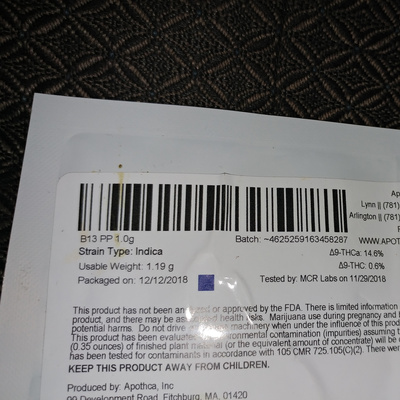 Ap
Lynn || (781)
Arlington || (781)
WWW.APOT
B13 PP 1.0g
Batch: ~4625259163458287
Strain Type: Indica
Δ9-THCa: 14.6%
Usable Weight: 1.19 g
Δ9-THC: 0.6%
Packaged on: 12/12/2018
Tested by: MCR Labs on 11/29/2018
This product has not been an or approved by the FDA. There is limited information
product, and there may be as health risks. Marijuana use during pregnancy and
potential harms. Do not drive machinery when under the influence of this prod
This product has been evaluate environmental contamination (impurities) assuming
(0.35 ounces) of finished plant material (or the equivalent amount of concentrate) will
has been tested for contaminants in accordance with 105 CMR 725.105(C)(2). There were
KEEP THIS PRODUCT AWAY FROM CHILDREN.
Produced by: Apothca, Inc
99 Development Road, Fitchburg, MA, 01420